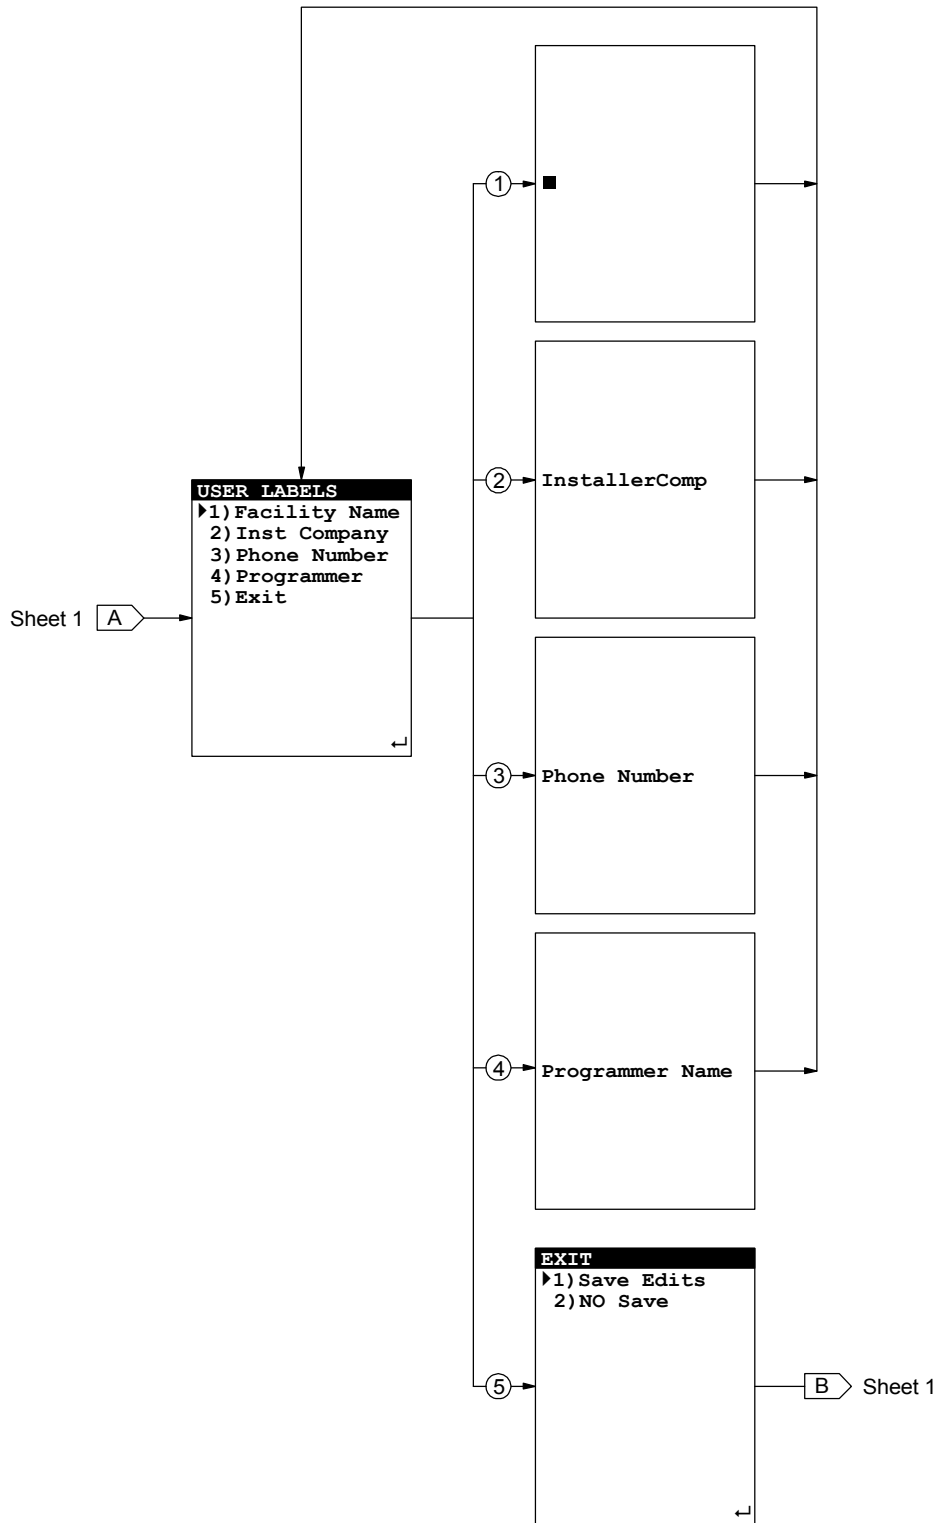 1
2
InstallerComp
USER LABELS
1)Facility Name
2)Inst Company
3)Phone Number
4)Programmer
5)Exit
Sheet 1 A
3
Phone Number
4
Programmer Name
EXIT
1)Save Edits
2)NO Save
5
B Sheet 1